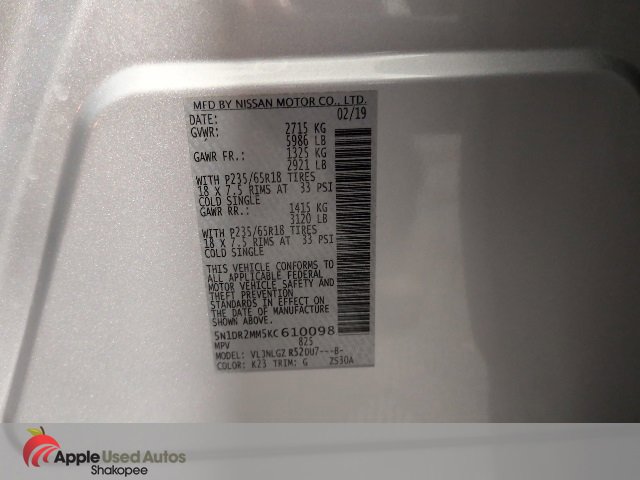 MFD BY NISSAN MOTOR CO., LTD.
DATE: 02/19
GVWR: 2715 KG
5986 LB
GAWR FR.: 1325 KG
2921 LB
WITH P235/65R18 TIRES
18 X 7.5 RIMS AT 33 PSI
COLD SINGLE
GAWR RR.: 1415 KG
3120 LB
WITH P235/65R18 TIRES
18 X 7.5 RIMS AT 33 PSI
COLD SINGLE
THIS VEHICLE CONFORMS TO
ALL APPLICABLE FEDERAL
MOTOR VEHICLE SAFETY AND
THEFT PREVENTION
STANDARDS IN EFFECT ON
THE DATE OF MANUFACTURE
SHOWN ABOVE.
5N1DR2MM5KC610098
MPV 825
MODEL: VLJNLGZ R520U7---B-
COLOR: K23 TRIM: G ZS30A
Apple Used Autos
Shakopee